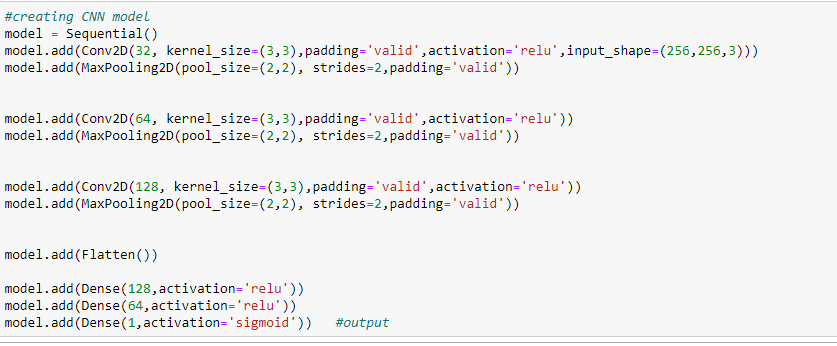 #creating CNN model
model = Sequential()
model.add(Conv2D(32, kernel_size=(3,3),padding='valid',activation='relu',input_shape=(256,256,3)))
model.add(MaxPooling2D(pool_size=(2,2), strides=2,padding='valid'))
model.add(Conv2D(64, kernel_size=(3,3),padding='valid',activation='relu'))
model.add(MaxPooling2D(pool_size=(2,2), strides=2,padding='valid'))
model.add(Conv2D(128, kernel_size=(3,3),padding='valid',activation='relu'))
model.add(MaxPooling2D(pool_size=(2,2), strides=2,padding='valid'))
model.add(Flatten())
model.add(Dense(128,activation='relu'))
model.add(Dense(64,activation='relu'))
model.add(Dense(1,activation='sigmoid'))   #output